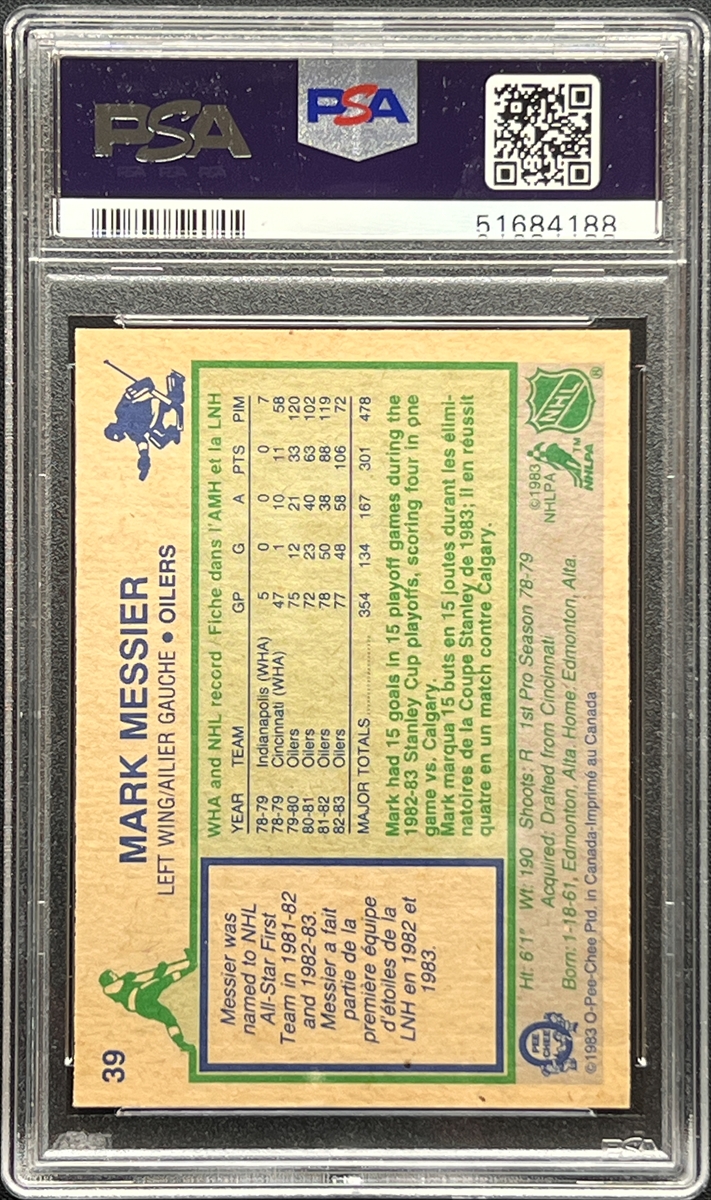 PSA
PSA
PSA PSA PSA
51684188
39
MARK MESSIER
LEFT WING/AILIER GAUCHE • OILERS
Messier was
named to NHL
All-Star First
Team in 1981-82
and 1982-83.
Messier a fait
partie de la
première équipe
d'étoiles de la
LNH en 1982 et
1983.
WHA and NHL record Fiche dans l'AMH et la LNH
YEAR TEAM GP G A PTS PIM
78-79 Indianapolis (WHA) 5 0 0 0 7
78-79 Cincinnati (WHA) 47 1 10 11 58
79-80 Oilers 75 12 21 33 120
80-81 Oilers 72 23 40 63 102
81-82 Oilers 78 50 38 88 119
82-83 Oilers 77 48 58 106 72
MAJOR TOTALS .......... 354 134 167 301 478
Mark had 15 goals in 15 playoff games during the
1982-83 Stanley Cup playoffs, scoring four in one
game vs. Calgary.
Mark marqua 15 buts en 15 joutes durant les élimi-
natoires de la Coupe Stanley de 1983; il en réussit
quatre en un match contre Calgary.
Ht: 6'1" Wt: 190 Shoots: R 1st Pro Season 78-79
Acquired: Drafted from Cincinnati
Born: 1-18-61, Edmonton, Alta. Home: Edmonton, Alta.
©1983 O-Pee-Chee Ptd. in Canada-Imprimé au Canada
O PEE CHEE
©1983
NHLPA
NHLPA™
NHL ®
PSA